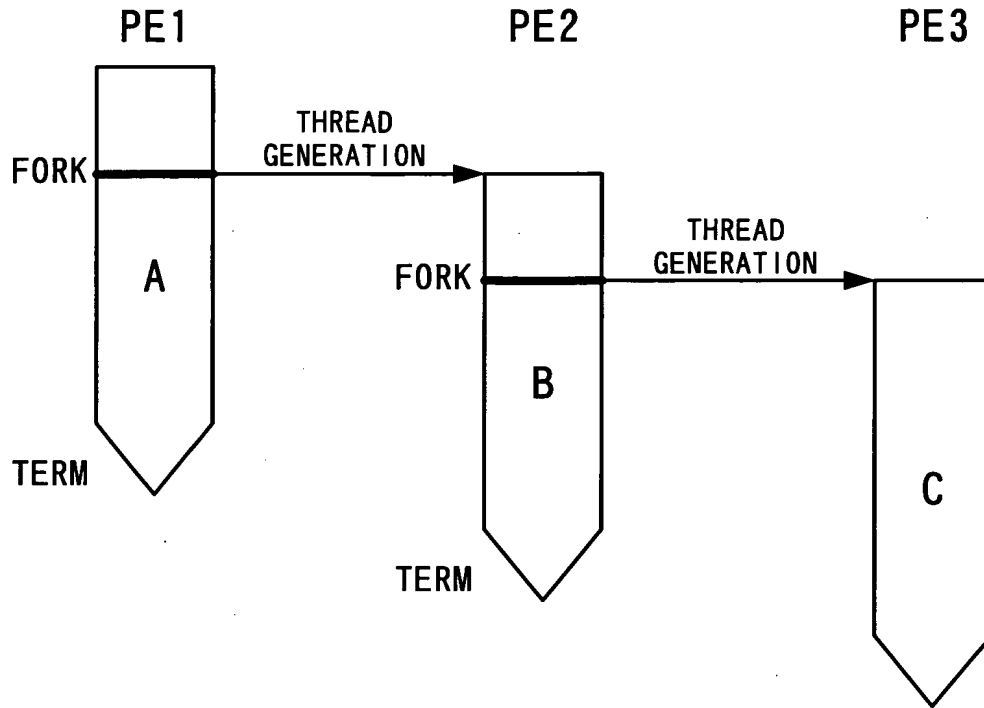 PE1
PE2
PE3
THREAD
GENERATION
FORK
A
THREAD
GENERATION
FORK
B
TERM
C
TERM